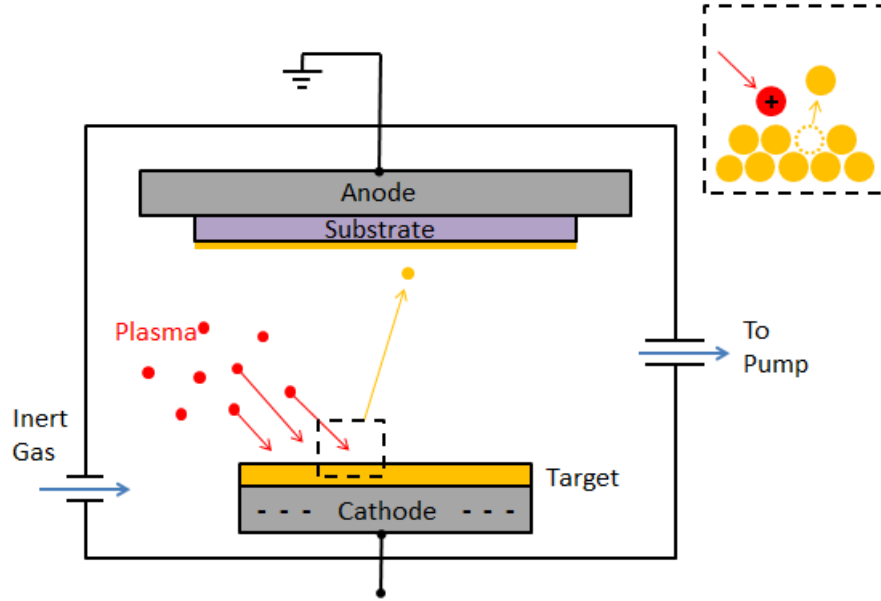 Anode
Substrate
Plasma
To
Pump
Inert
Gas
Target
- - - Cathode - - -
+